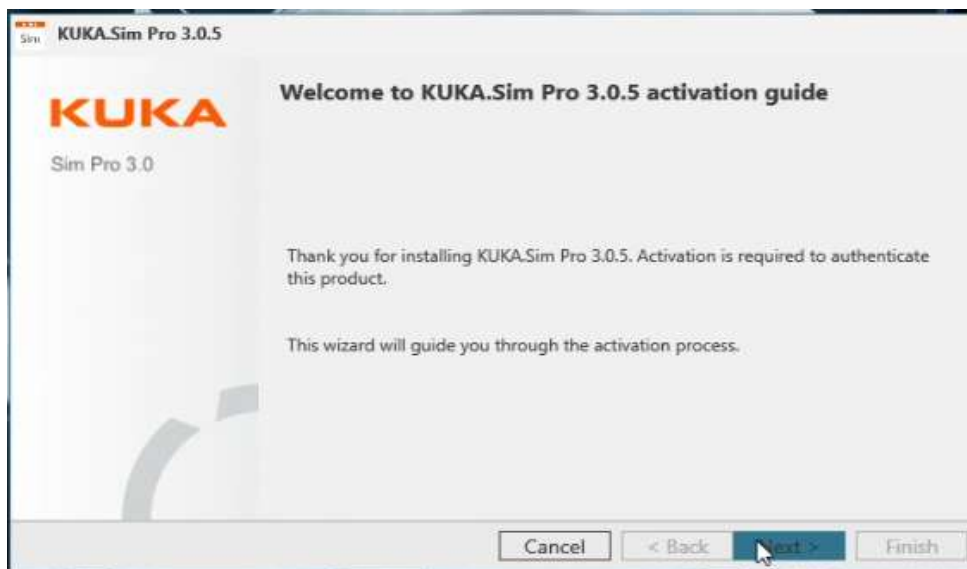 Sim KUKA.Sim Pro 3.0.5
KUKA
Sim Pro 3.0
Welcome to KUKA.Sim Pro 3.0.5 activation guide
Thank you for installing KUKA.Sim Pro 3.0.5. Activation is required to authenticate
this product.
This wizard will guide you through the activation process.
Cancel < Back Next > Finish